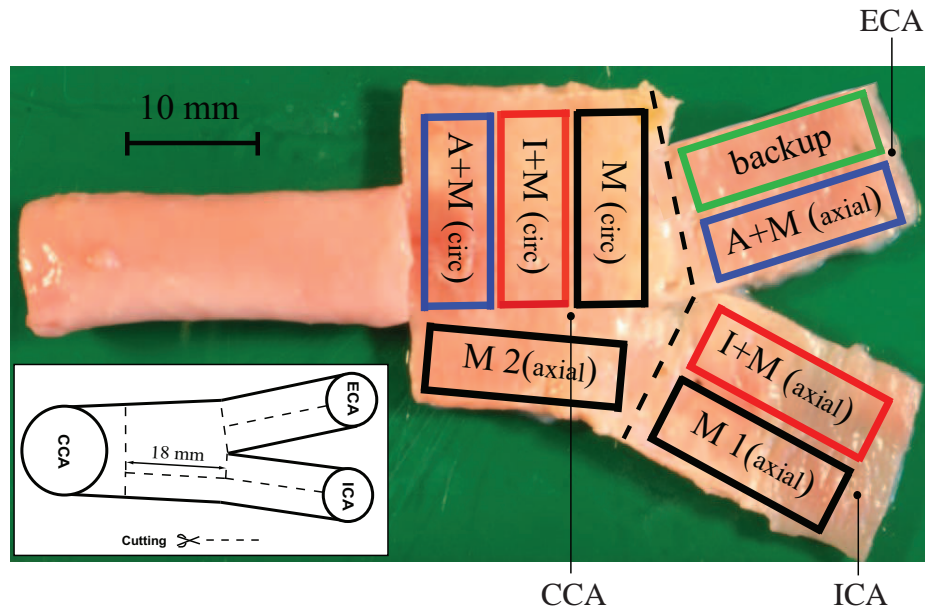 ECA
10 mm
backup
A+M (axial)
A+M (circ)
I+M (circ)
M (circ)
M 2(axial)
I+M (axial)
M 1(axial)
CCA
18 mm
ECA
ICA
Cutting
CCA
ICA